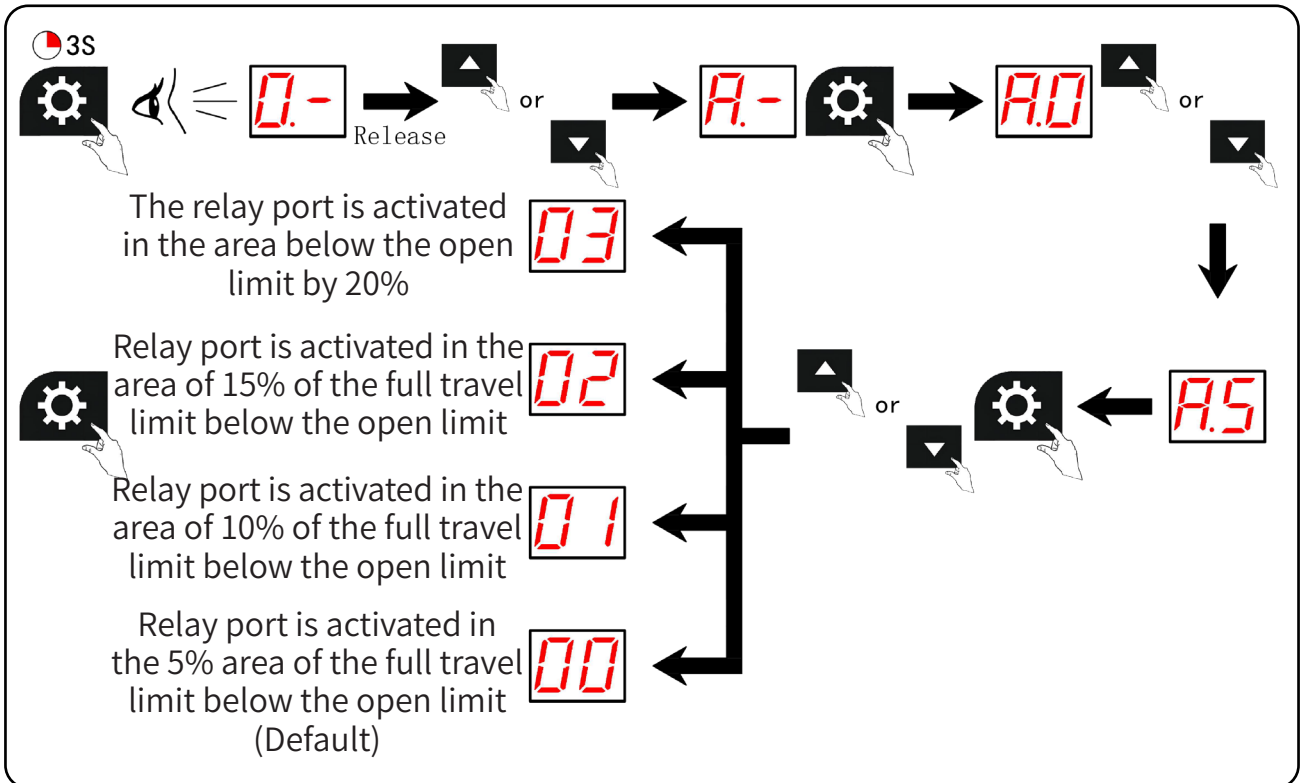 3S
0.-
Release
or
A.-
A.0
or
The relay port is activated
in the area below the open
limit by 20%
03
Relay port is activated in the
area of 15% of the full travel
limit below the open limit
02
or
A.5
Relay port is activated in the
area of 10% of the full travel
limit below the open limit
01
Relay port is activated in
the 5% area of the full travel
limit below the open limit
(Default)
00